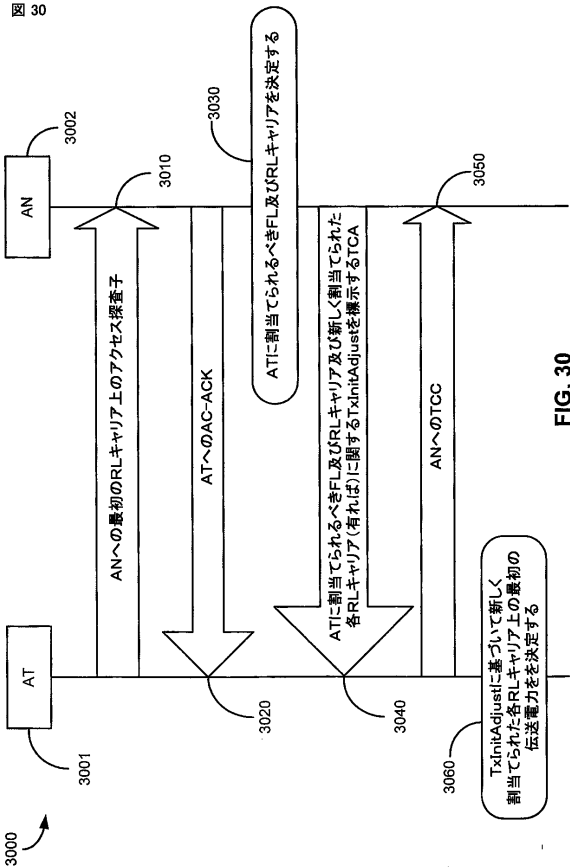 図 30
3000
AT
3001
AN
3002
ANへの最初のRLキャリア上のアクセス探査子
3010
ATへのAC-ACK
3020
ATに割当てられるべきFL及びRLキャリアを決定する
3030
ATに割当てられるべきFL及びRLキャリア及び新しく割当てられた
各RLキャリア(有れば)に関するTxInitAdjustを標示するTCA
3040
ANへのTCC
3050
TxInitAdjustに基づいて新しく
割当てられた各RLキャリア上の最初の
伝送電力をを決定する
3060
FIG. 30